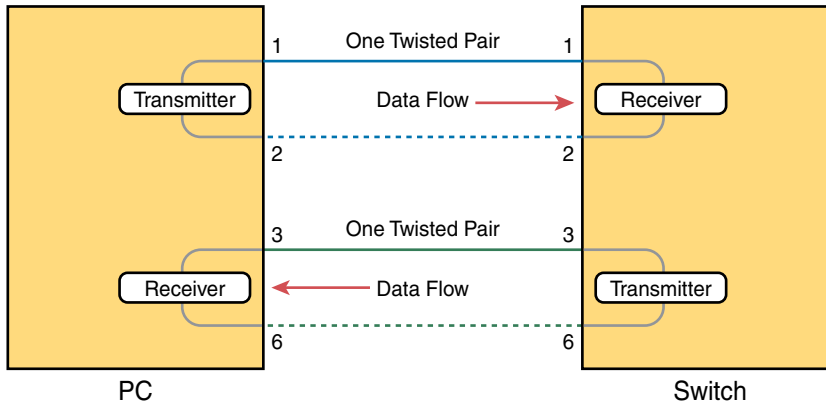 1 One Twisted Pair 1
Transmitter Data Flow Receiver
2 2
3 One Twisted Pair 3
Receiver Data Flow Transmitter
6 6
PC Switch